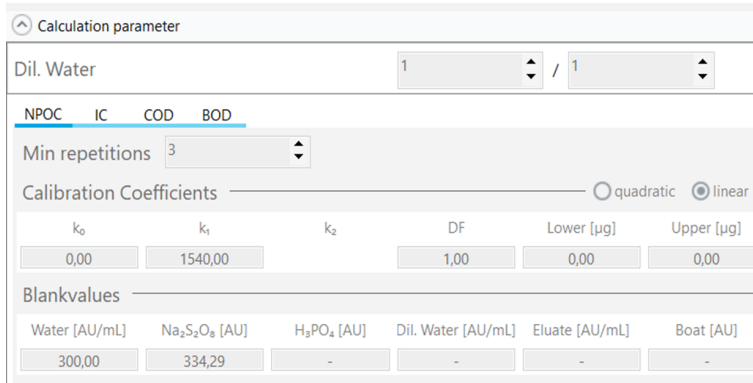 Calculation parameter
Dil. Water 1 / 1
NPOC IC COD BOD
Min repetitions 3
Calibration Coefficients quadratic linear
k₀ k₁ k₂ DF Lower [µg] Upper [µg]
0,00 1540,00 1,00 0,00 0,00
Blankvalues
Water [AU/mL] Na₂S₂O₈ [AU] H₃PO₄ [AU] Dil. Water [AU/mL] Eluate [AU/mL] Boat [AU]
300,00 334,29 - - - -